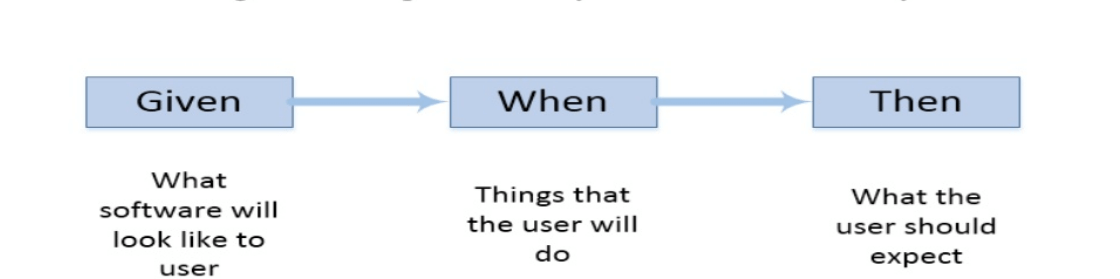 Given
When
Then
What
software will
look like to
user
Things that
the user will
do
What the
user should
expect